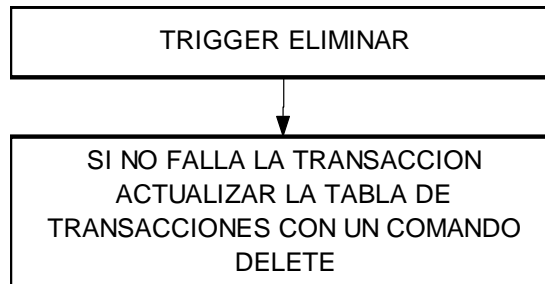 TRIGGER ELIMINAR
SI NO FALLA LA TRANSACCION
ACTUALIZAR LA TABLA DE
TRANSACCIONES CON UN COMANDO
DELETE